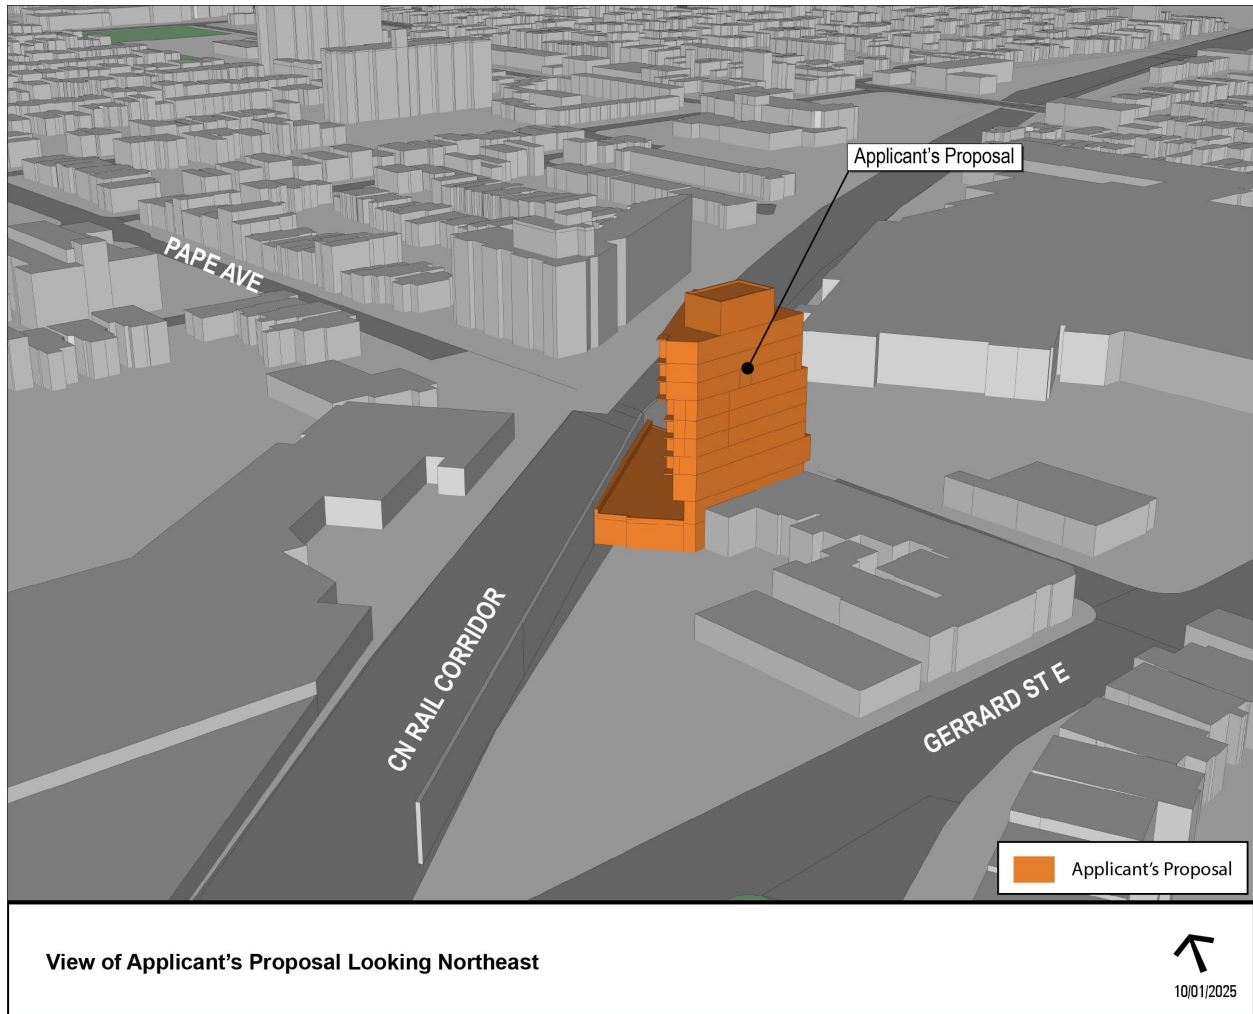 Applicant's Proposal
PAPE AVE
CN RAIL CORRIDOR
GERRARD ST E
Applicant's Proposal
View of Applicant's Proposal Looking Northeast
10/01/2025